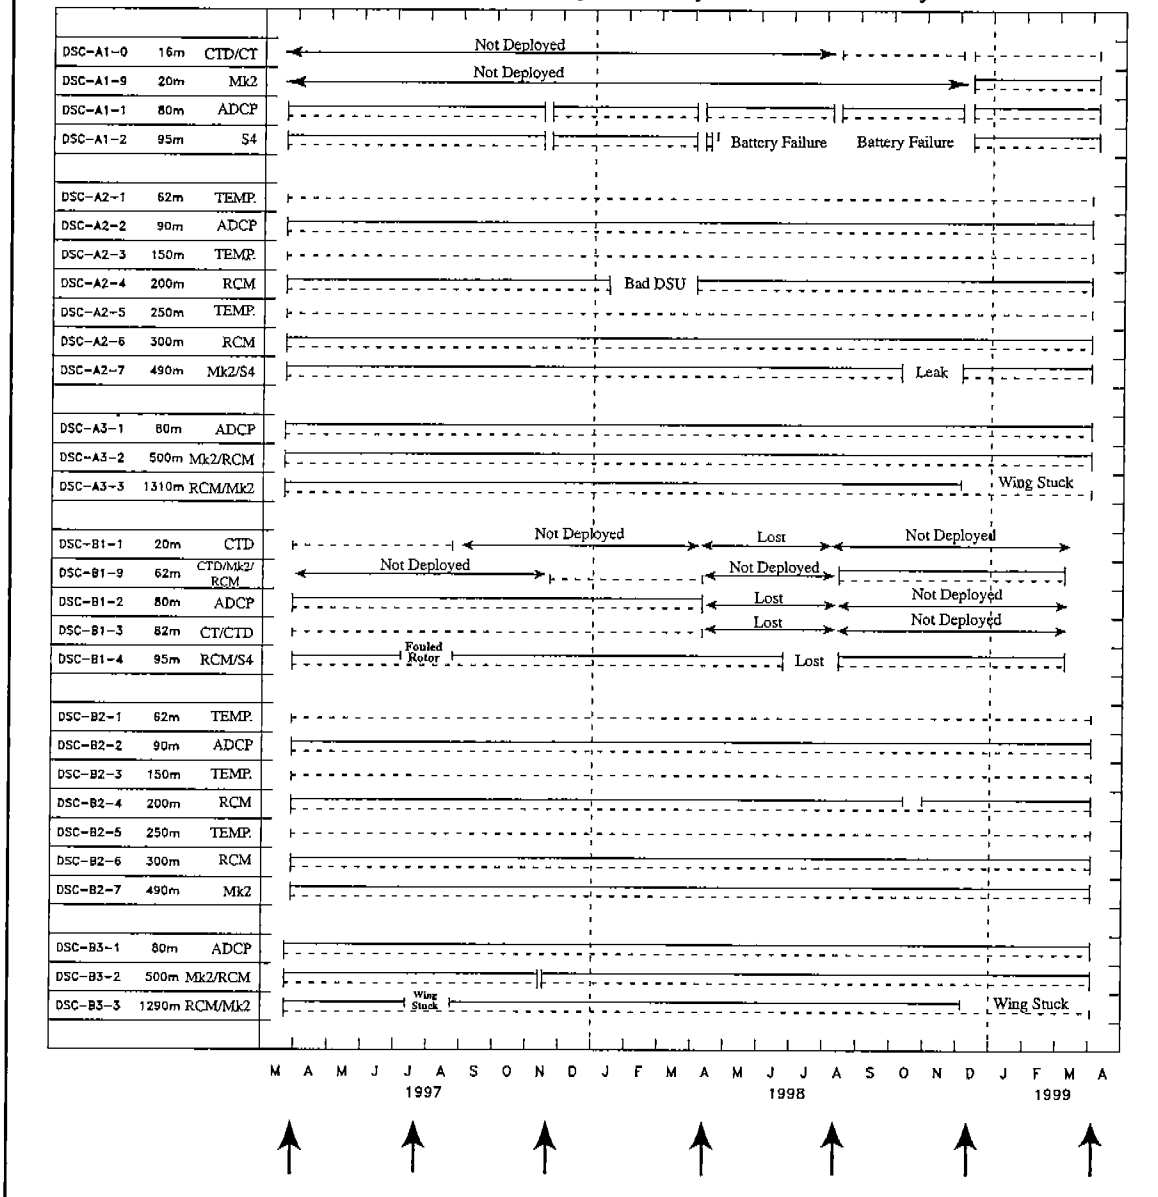 DSC-A1-0 16m CTD/CT Not Deployed
DSC-A1-9 20m Mk2 Not Deployed
DSC-A1-1 80m ADCP
DSC-A1-2 95m S4 Battery Failure Battery Failure
DSC-A2-1 62m TEMP.
DSC-A2-2 90m ADCP
DSC-A2-3 150m TEMP.
DSC-A2-4 200m RCM Bad DSU
DSC-A2-5 250m TEMP.
DSC-A2-6 300m RCM
DSC-A2-7 490m Mk2/S4 Leak
DSC-A3-1 80m ADCP
DSC-A3-2 500m Mk2/RCM
DSC-A3-3 1310m RCM/Mk2 Wing Stuck
DSC-B1-1 20m CTD Not Deployed Lost Not Deployed
DSC-B1-9 62m CTD/Mk2/ Not Deployed Not Deployed
RCM
DSC-B1-2 80m ADCP Lost Not Deployed
DSC-B1-3 82m CT/CTD Lost Not Deployed
DSC-B1-4 95m RCM/S4 Fouled Lost
Rotor
DSC-B2-1 62m TEMP.
DSC-B2-2 90m ADCP
DSC-B2-3 150m TEMP.
DSC-B2-4 200m RCM
DSC-B2-5 250m TEMP.
DSC-B2-6 300m RCM
DSC-B2-7 490m Mk2
DSC-B3-1 80m ADCP
DSC-B3-2 500m Mk2/RCM
DSC-B3-3 1290m RCM/Mk2 Wing Wing Stuck
Stuck
M A M J J A S O N D J F M A M J J A S O N D J F M A
1997 1998 1999